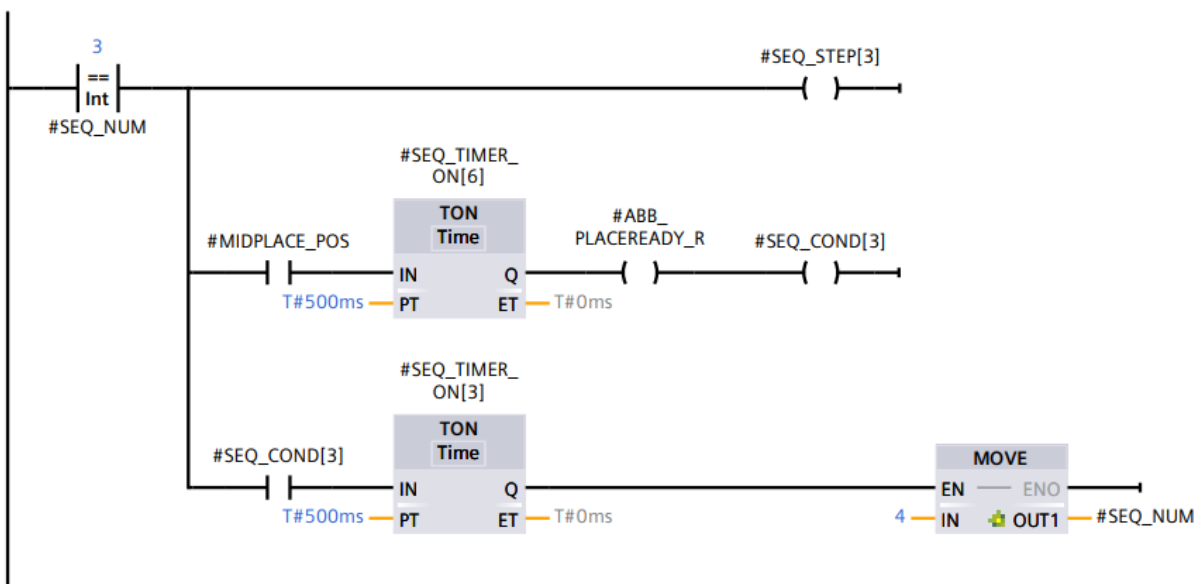 3
==
Int
#SEQ_NUM
#SEQ_STEP[3]
#SEQ_TIMER_
ON[6]
TON
Time
#MIDPLACE_POS
IN
Q
T#500ms
PT
ET
T#0ms
#ABB_
PLACEREADY_R
#SEQ_COND[3]
#SEQ_TIMER_
ON[3]
TON
Time
#SEQ_COND[3]
IN
Q
T#500ms
PT
ET
T#0ms
MOVE
EN
ENO
4
IN
OUT1
#SEQ_NUM